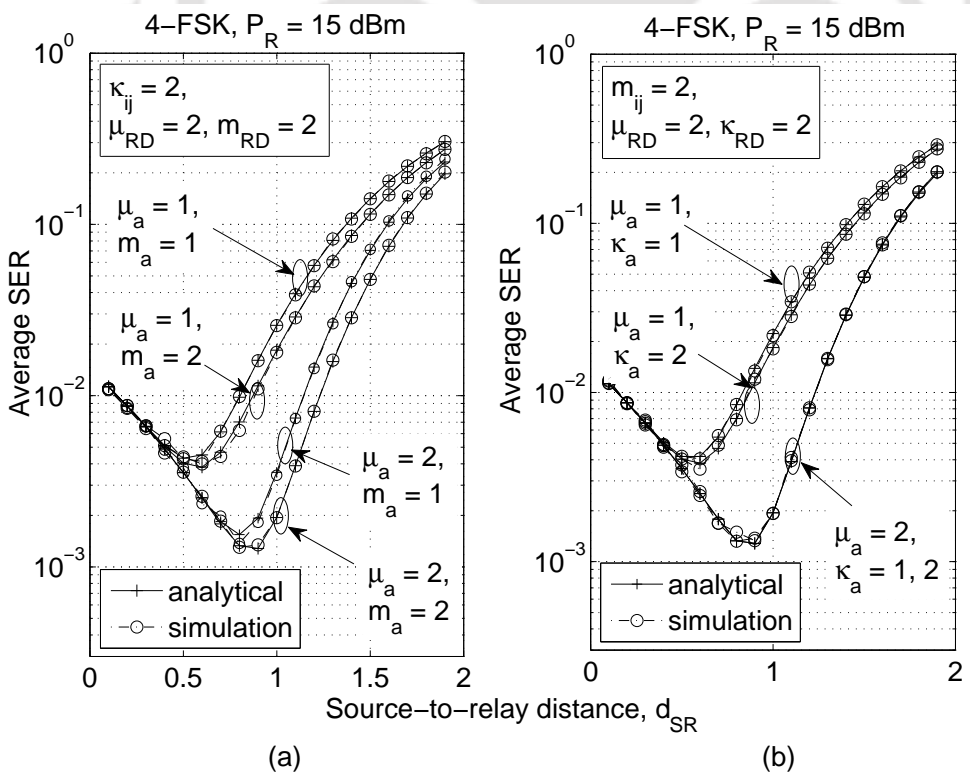 4−FSK, P_R = 15 dBm
κ_ij = 2,
μ_RD = 2, m_RD = 2
μ_a = 1,
m_a = 1
μ_a = 1,
m_a = 2
μ_a = 2,
m_a = 1
μ_a = 2,
m_a = 2
analytical
simulation
Average SER
10^0
10^−1
10^−2
10^−3
0 0.5 1 1.5 2
(a)
4−FSK, P_R = 15 dBm
m_ij = 2,
μ_RD = 2, κ_RD = 2
μ_a = 1,
κ_a = 1
μ_a = 1,
κ_a = 2
μ_a = 2,
κ_a = 1, 2
analytical
simulation
Average SER
10^0
10^−1
10^−2
10^−3
0 1 2
Source−to−relay distance, d_SR
(b)